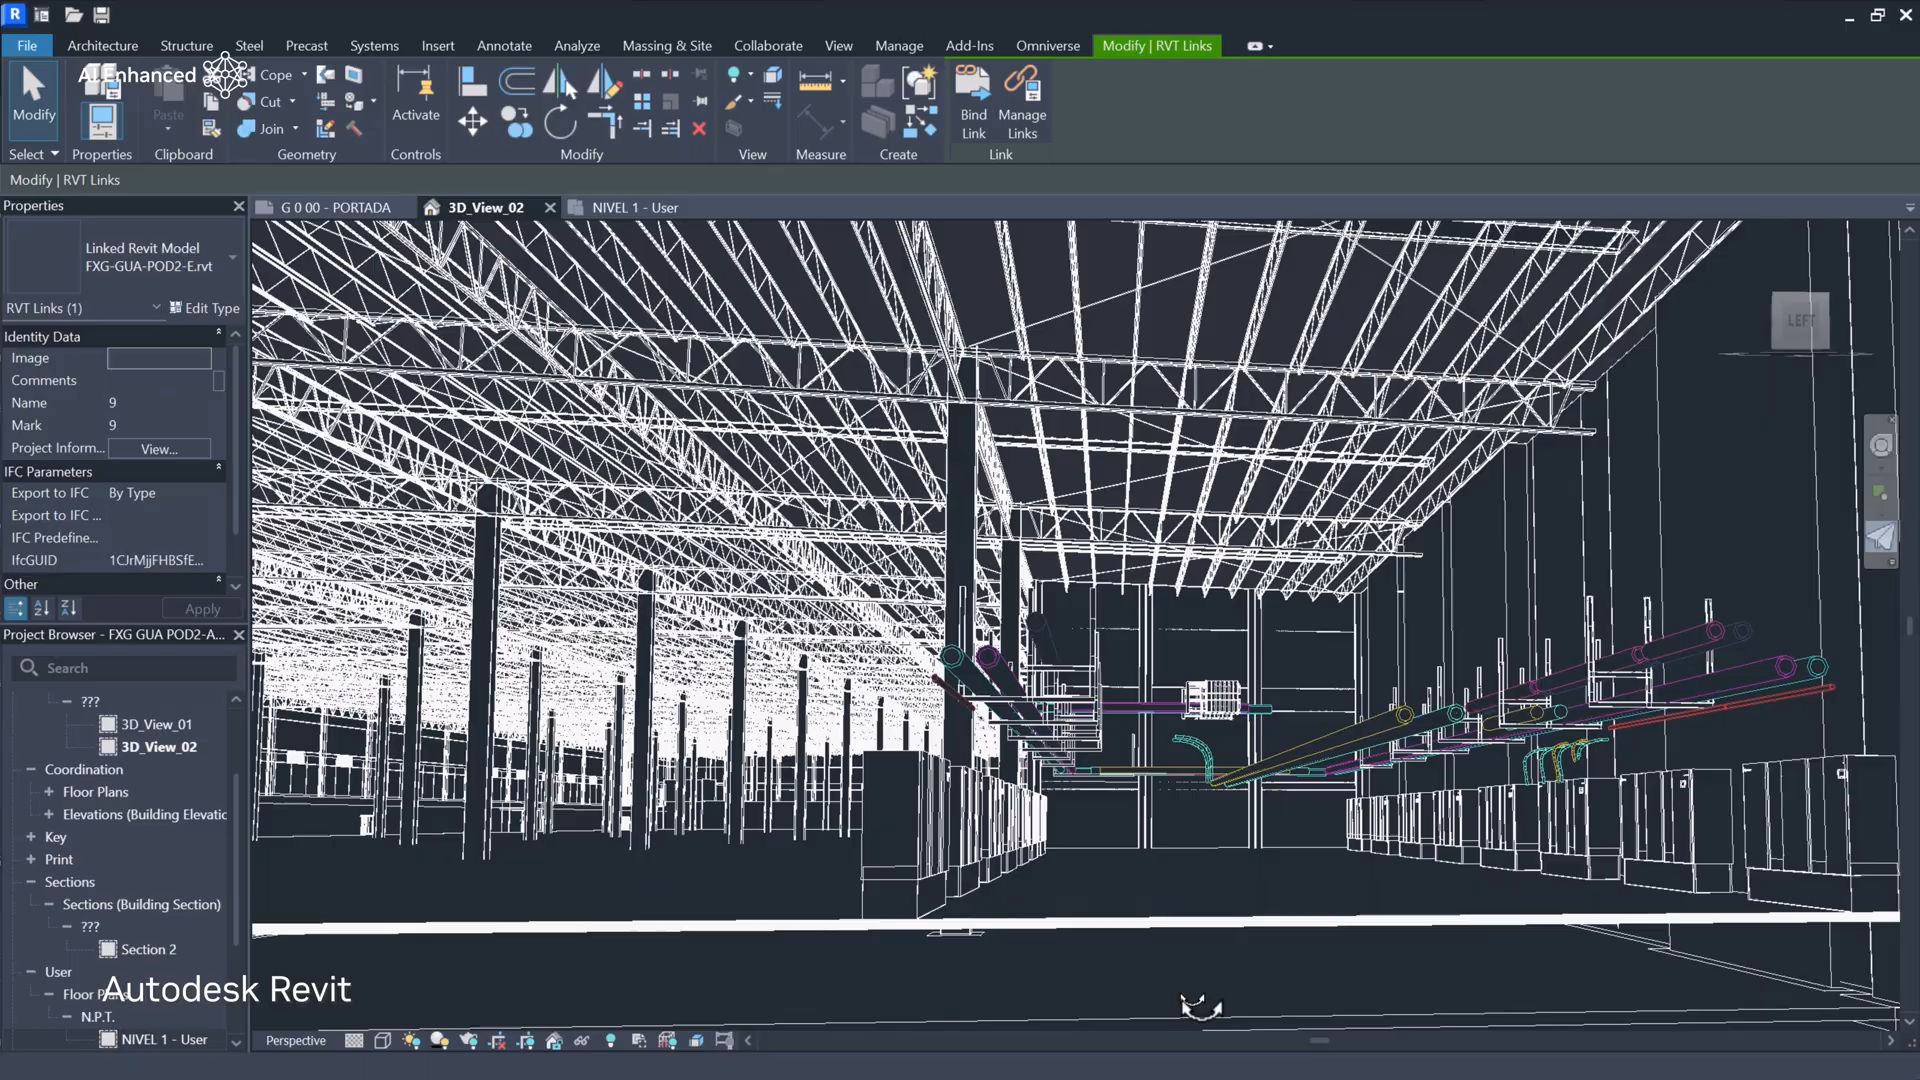 R
File Architecture Structure Steel Precast Systems Insert Annotate Analyze Massing & Site Collaborate View Manage Add-Ins Omniverse Modify | RVT Links
AI Enhanced
Modify Paste Cope Cut Join Activate Bind Link Manage Links
Select Properties Clipboard Geometry Controls Modify View Measure Create Link
Modify | RVT Links
Properties
G 0 00 - PORTADA 3D_View_02 NIVEL 1 - User
Linked Revit Model
FXG-GUA-POD2-E.rvt
RVT Links (1) Edit Type
Identity Data
Image
Comments
Name 9
Mark 9
Project Inform... View...
IFC Parameters
Export to IFC By Type
Export to IFC ...
IFC Predefine...
IfcGUID 1CJrMjjFHBSfE...
Other
Apply
Project Browser - FXG GUA POD2-A...
Search
???
3D_View_01
3D_View_02
Coordination
Floor Plans
Elevations (Building Elevatic
Key
Print
Sections
Sections (Building Section)
???
Section 2
User
Floor Pl
N.P.T.
NIVEL 1 - User
Autodesk Revit
LEFT
Perspective